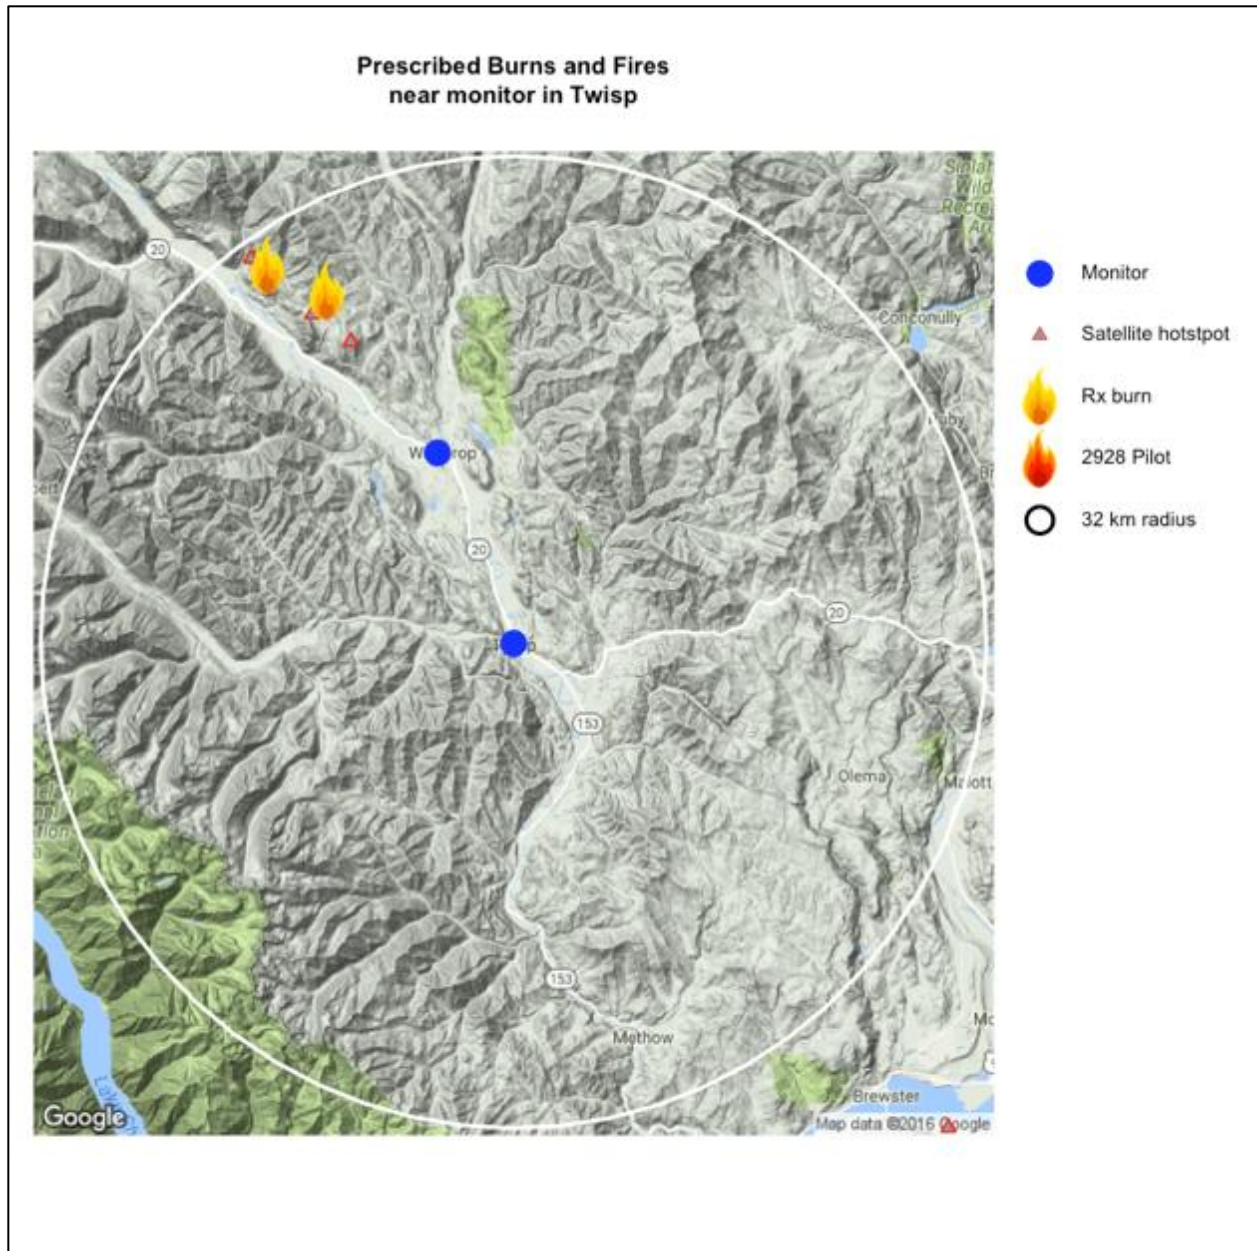 Prescribed Burns and Fires
near monitor in Twisp
20
Conconully
Monitor
Satellite hotstpot
Rx burn
2928 Pilot
32 km radius
20
20
153
Olema
Malott
153
Methow
Brewster
Google
Map data ©2016 Google